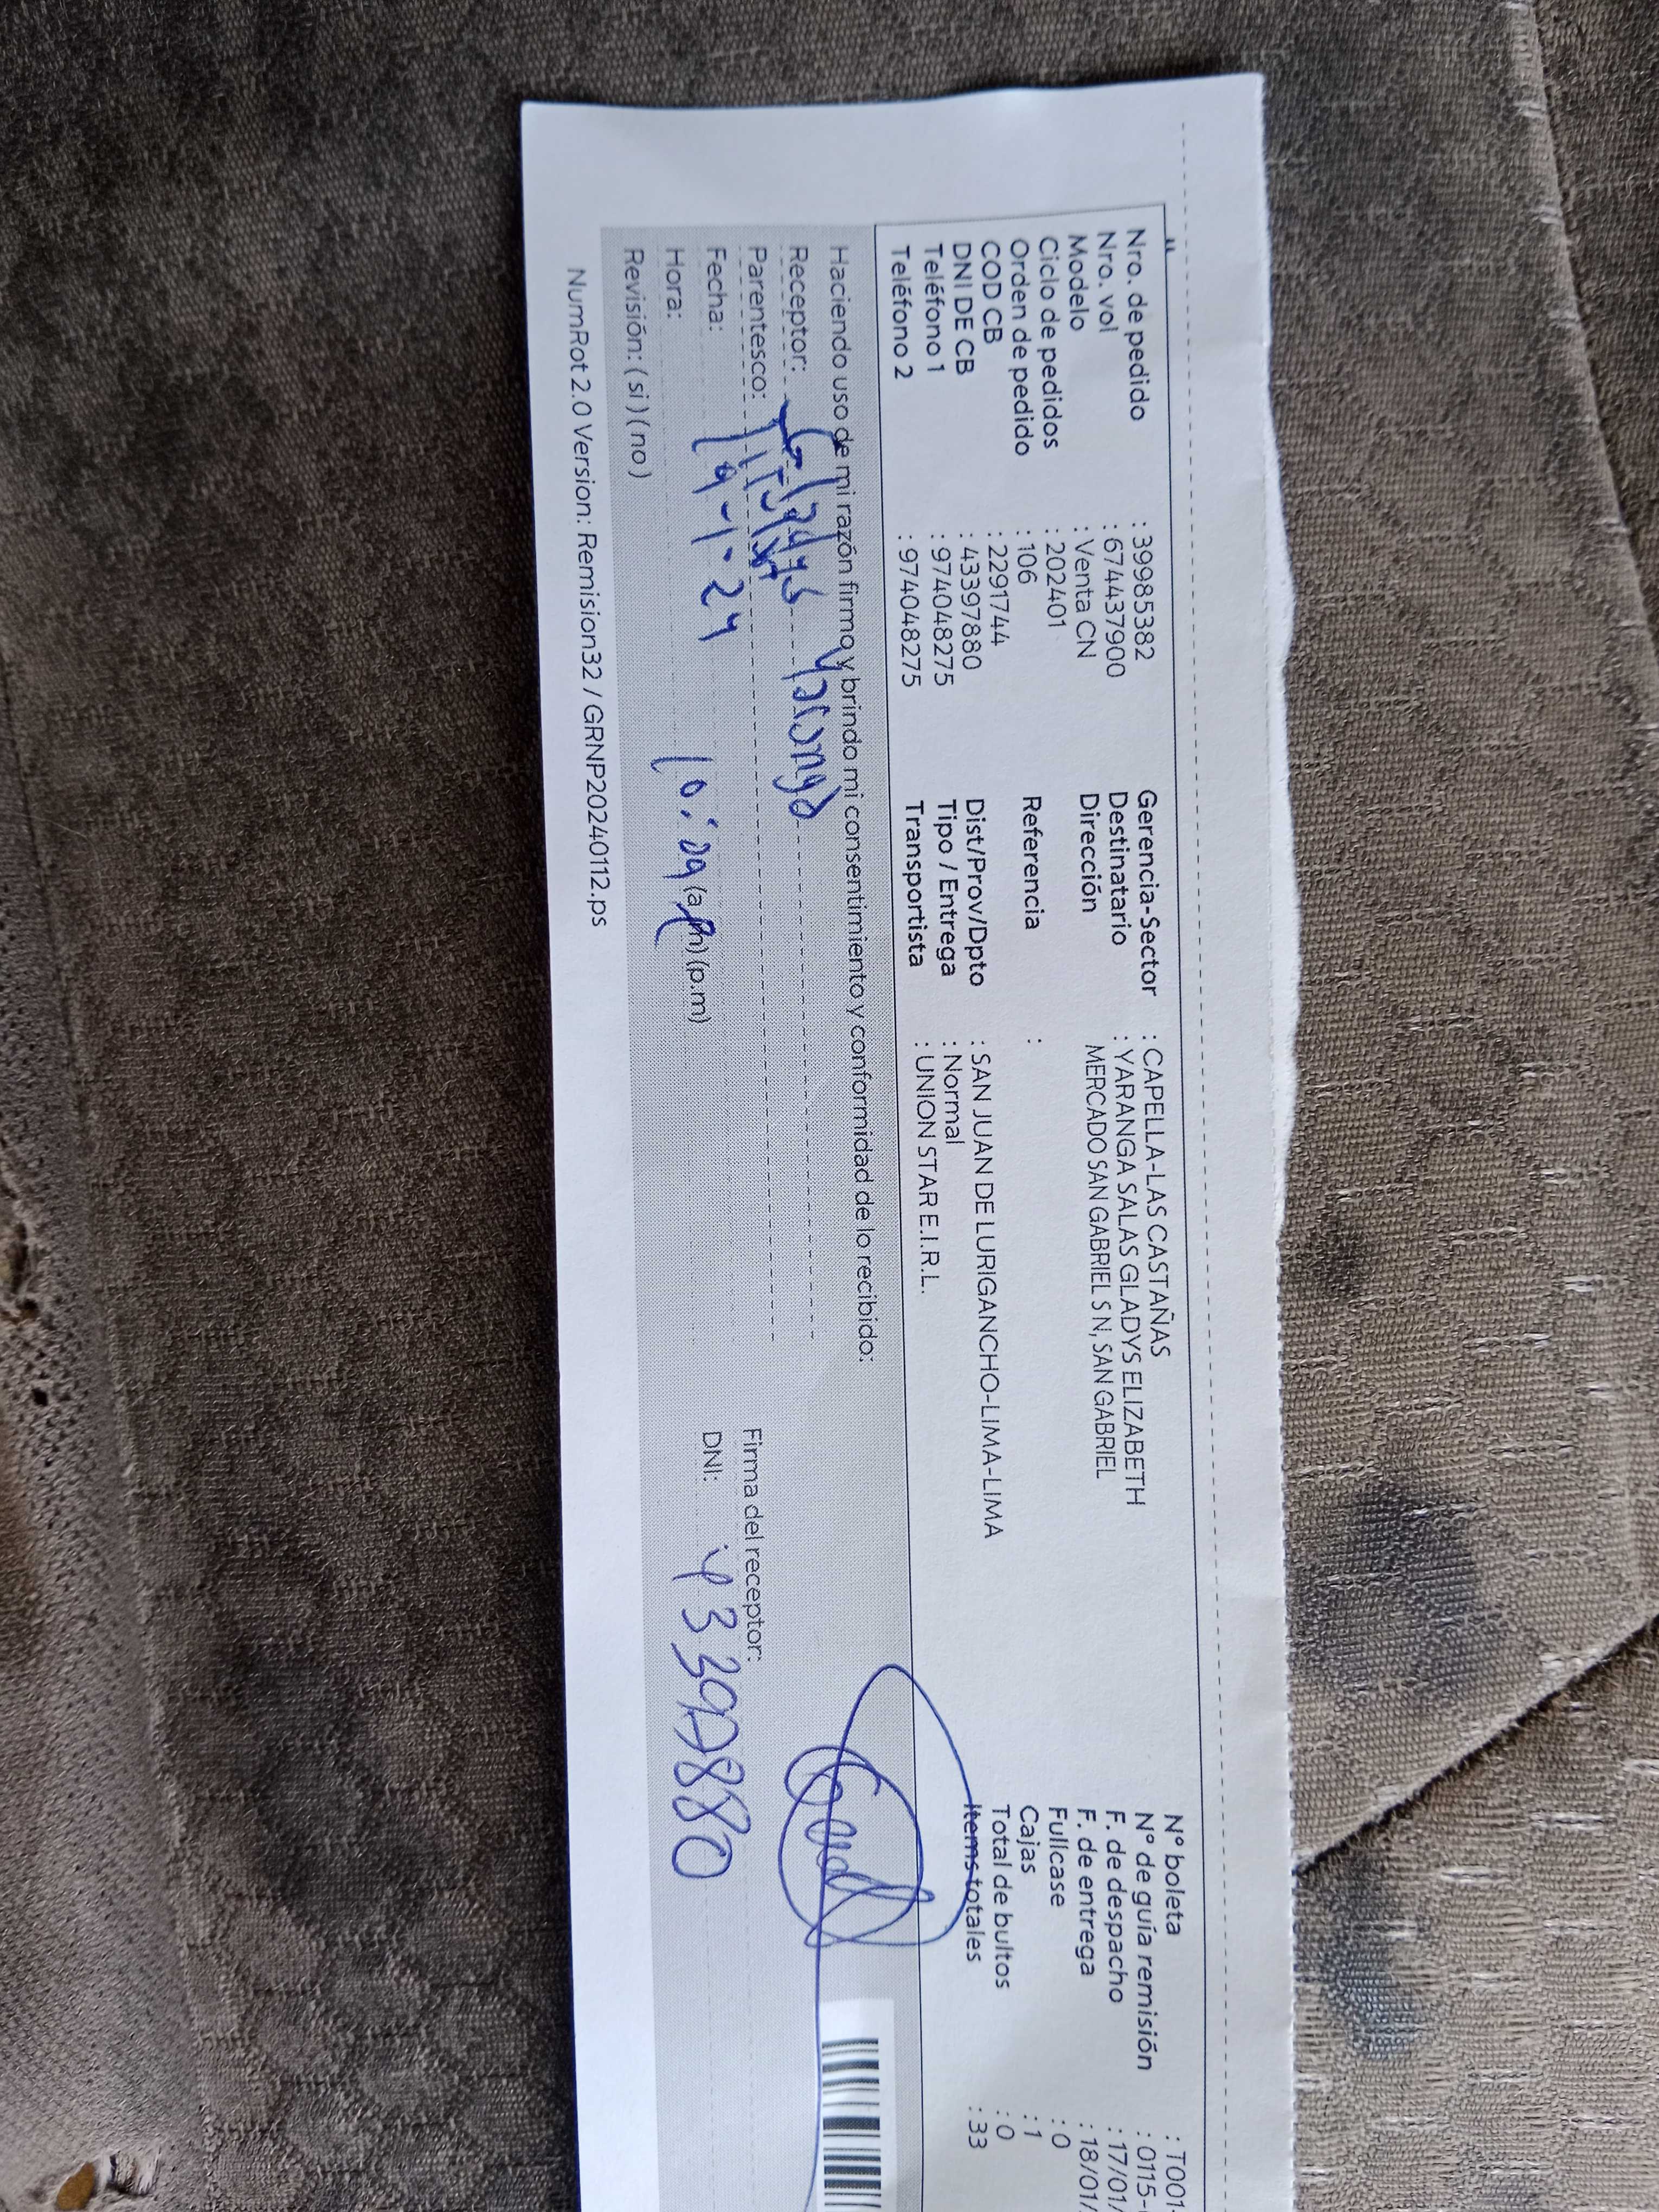 Nro. de pedido : 39985382 Gerencia-Sector : CAPELLA-LAS CASTAÑAS N° boleta : T001-
Nro. vol : 674437900 Destinatario : YARANGA SALAS GLADYS ELIZABETH N° de guía remisión : 0115-
Modelo : Venta CN Dirección MERCADO SAN GABRIEL S N, SAN GABRIEL F. de despacho : 17/01/
Ciclo de pedidos : 202401 F. de entrega : 18/01/
Orden de pedido : 106 Referencia : Fullcase : 0
COD CB : 2291744 Cajas : 1
DNI DE CB : 43397880 Dist/Prov/Dpto : SAN JUAN DE LURIGANCHO-LIMA-LIMA Total de bultos : 0
Teléfono 1 : 974048275 Tipo / Entrega : Normal Items totales : 33
Teléfono 2 : 974048275 Transportista : UNION STAR E.I.R.L.
Haciendo uso de mi razón firmo y brindo mi consentimiento y conformidad de lo recibido:
Receptor: Gladys Yaranga
Parentesco: Titular Firma del receptor:
Fecha: 19-1-24 DNI: 43397880
Hora: 10:29 (a.m) (p.m)
Revisión: ( si ) ( no )
NumRot 2.0 Version: Remision32 / GRNP20240112.ps